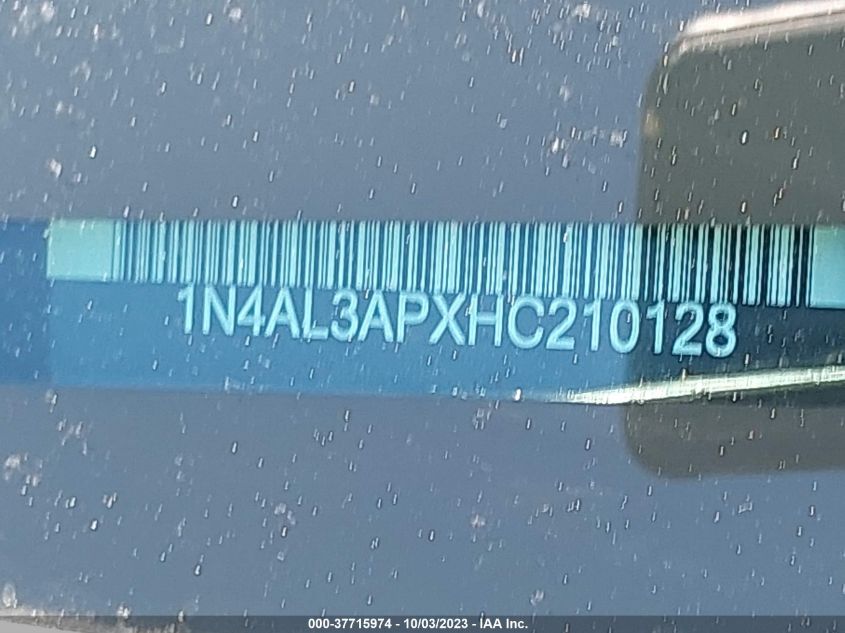 1N4AL3APXHC210128
000-37715974 - 10/03/2023 - IAA Inc.